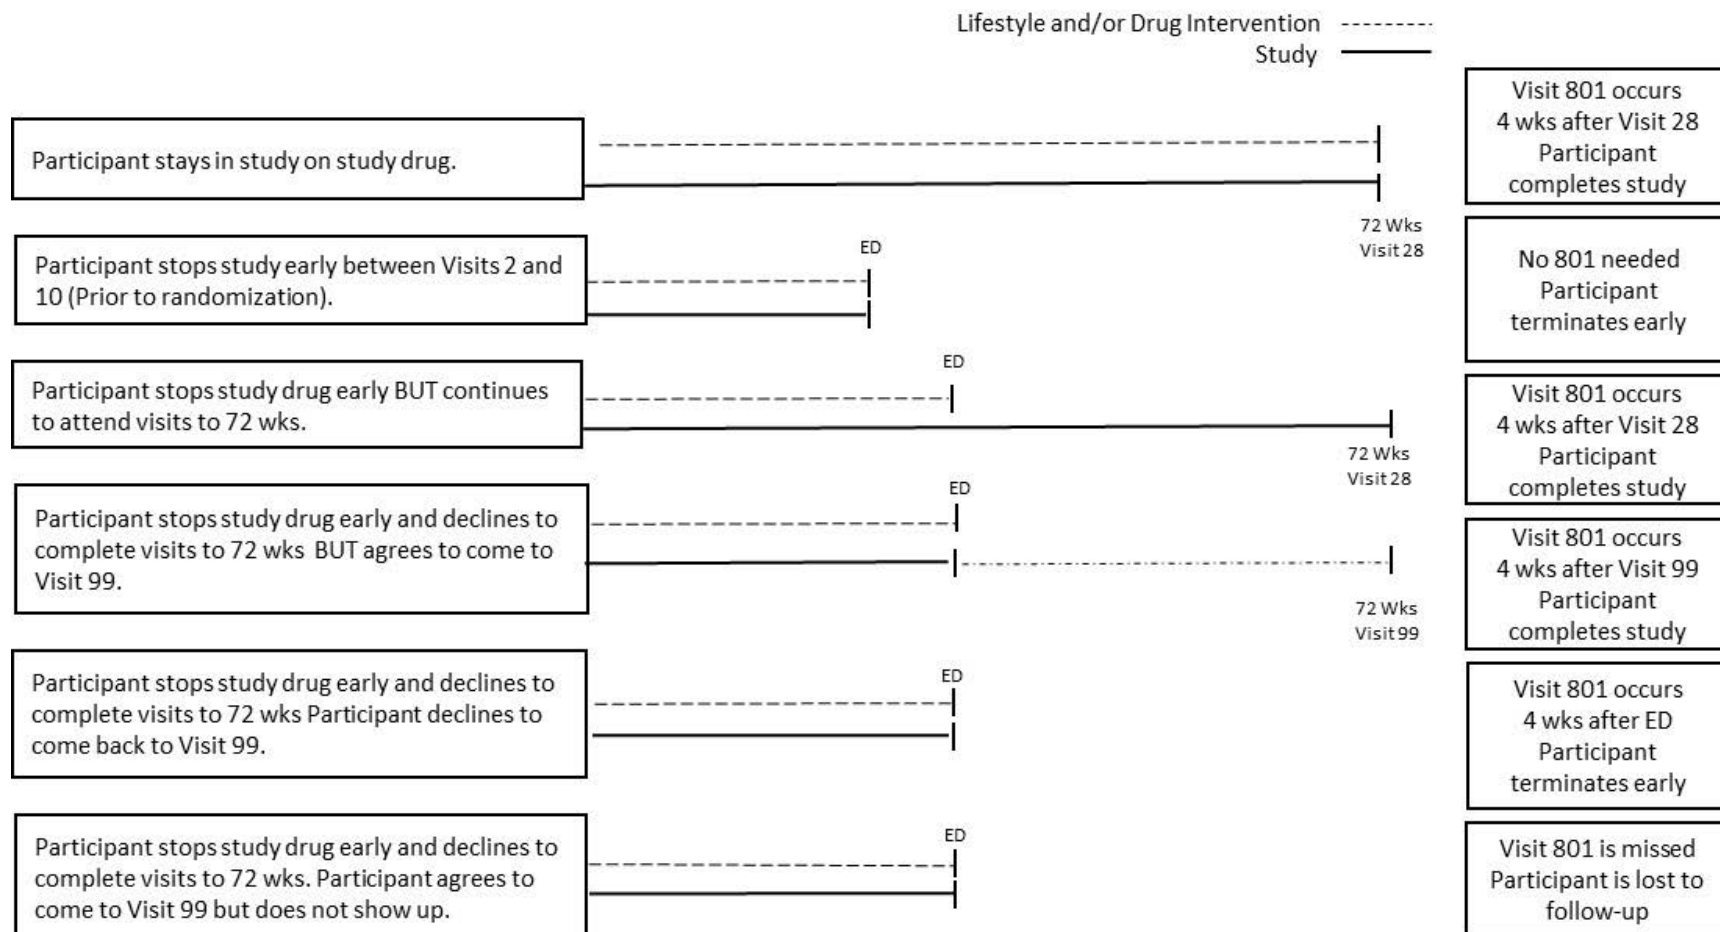 Lifestyle and/or Drug Intervention
Study
Participant stays in study on study drug.
72 Wks
Visit 28
Visit 801 occurs
4 wks after Visit 28
Participant
completes study
Participant stops study early between Visits 2 and
10 (Prior to randomization).
ED
No 801 needed
Participant
terminates early
Participant stops study drug early BUT continues
to attend visits to 72 wks.
ED
72 Wks
Visit 28
Visit 801 occurs
4 wks after Visit 28
Participant
completes study
Participant stops study drug early and declines to
complete visits to 72 wks BUT agrees to come to
Visit 99.
ED
72 Wks
Visit 99
Visit 801 occurs
4 wks after Visit 99
Participant
completes study
Participant stops study drug early and declines to
complete visits to 72 wks Participant declines to
come back to Visit 99.
ED
Visit 801 occurs
4 wks after ED
Participant
terminates early
Participant stops study drug early and declines to
complete visits to 72 wks. Participant agrees to
come to Visit 99 but does not show up.
ED
Visit 801 is missed
Participant is lost to
follow-up